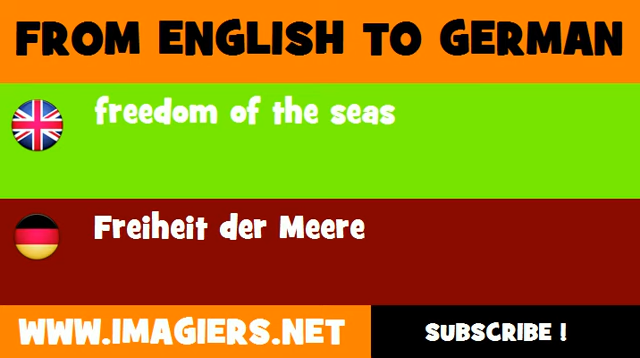 FROM ENGLISH TO GERMAN
freedom of the seas
Freiheit der Meere
WWW.IMAGIERS.NET
SUBSCRIBE !